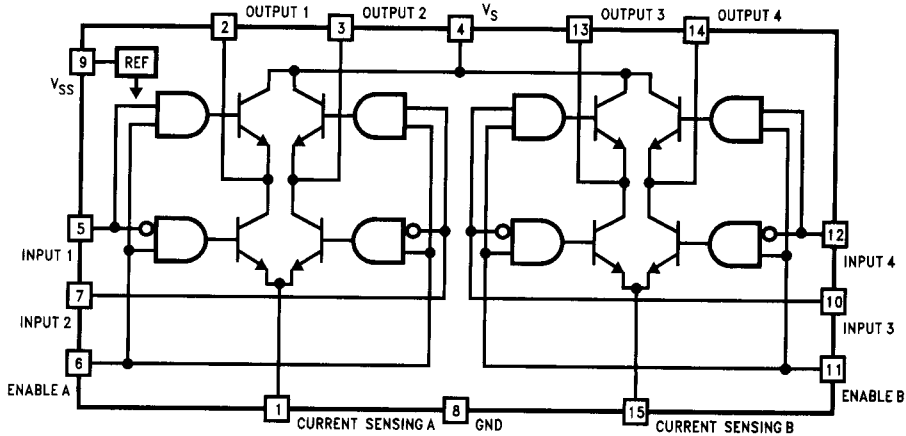 OUTPUT 1
OUTPUT 2
VS
OUTPUT 3
OUTPUT 4
2
3
4
13
14
9
REF
VSS
5
12
INPUT 1
INPUT 4
7
10
INPUT 2
INPUT 3
6
11
ENABLE A
ENABLE B
1
CURRENT SENSING A
8
GND
15
CURRENT SENSING B